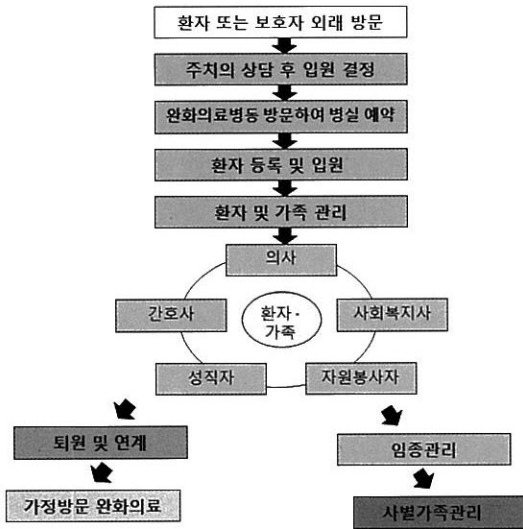 환자 또는 보호자 외래 방문
주치의 상담 후 입원 결정
완화의료병동 방문하여 병실 예약
환자 등록 및 입원
환자 및 가족 관리
의사
간호사
환자 -
가족
사회복지사
성직자
자원봉사자
퇴원 및 연계
임종관리
가정방문 완화의료
사별가족관리